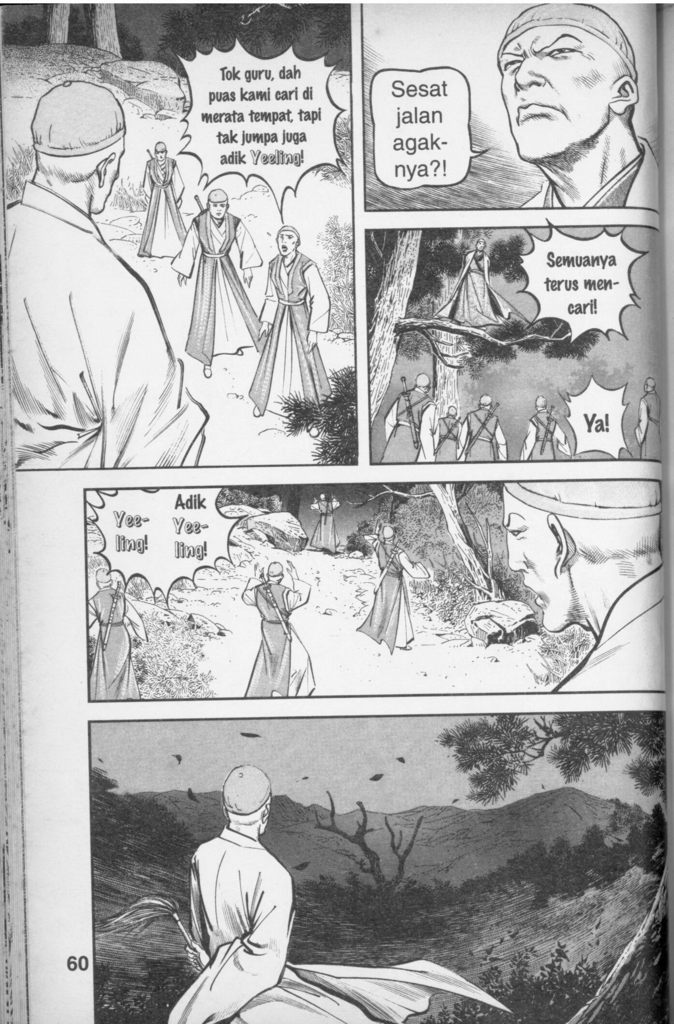 Tok guru, dah
puas kami cari di
merata tempat, tapi
tak jumpa juga
adik Yeeling!
Sesat
jalan
agak-
nya?!
Semuanya
terus men-
cari!
Ya!
Yee-
ling!
Adik
Yee-
ling!
60